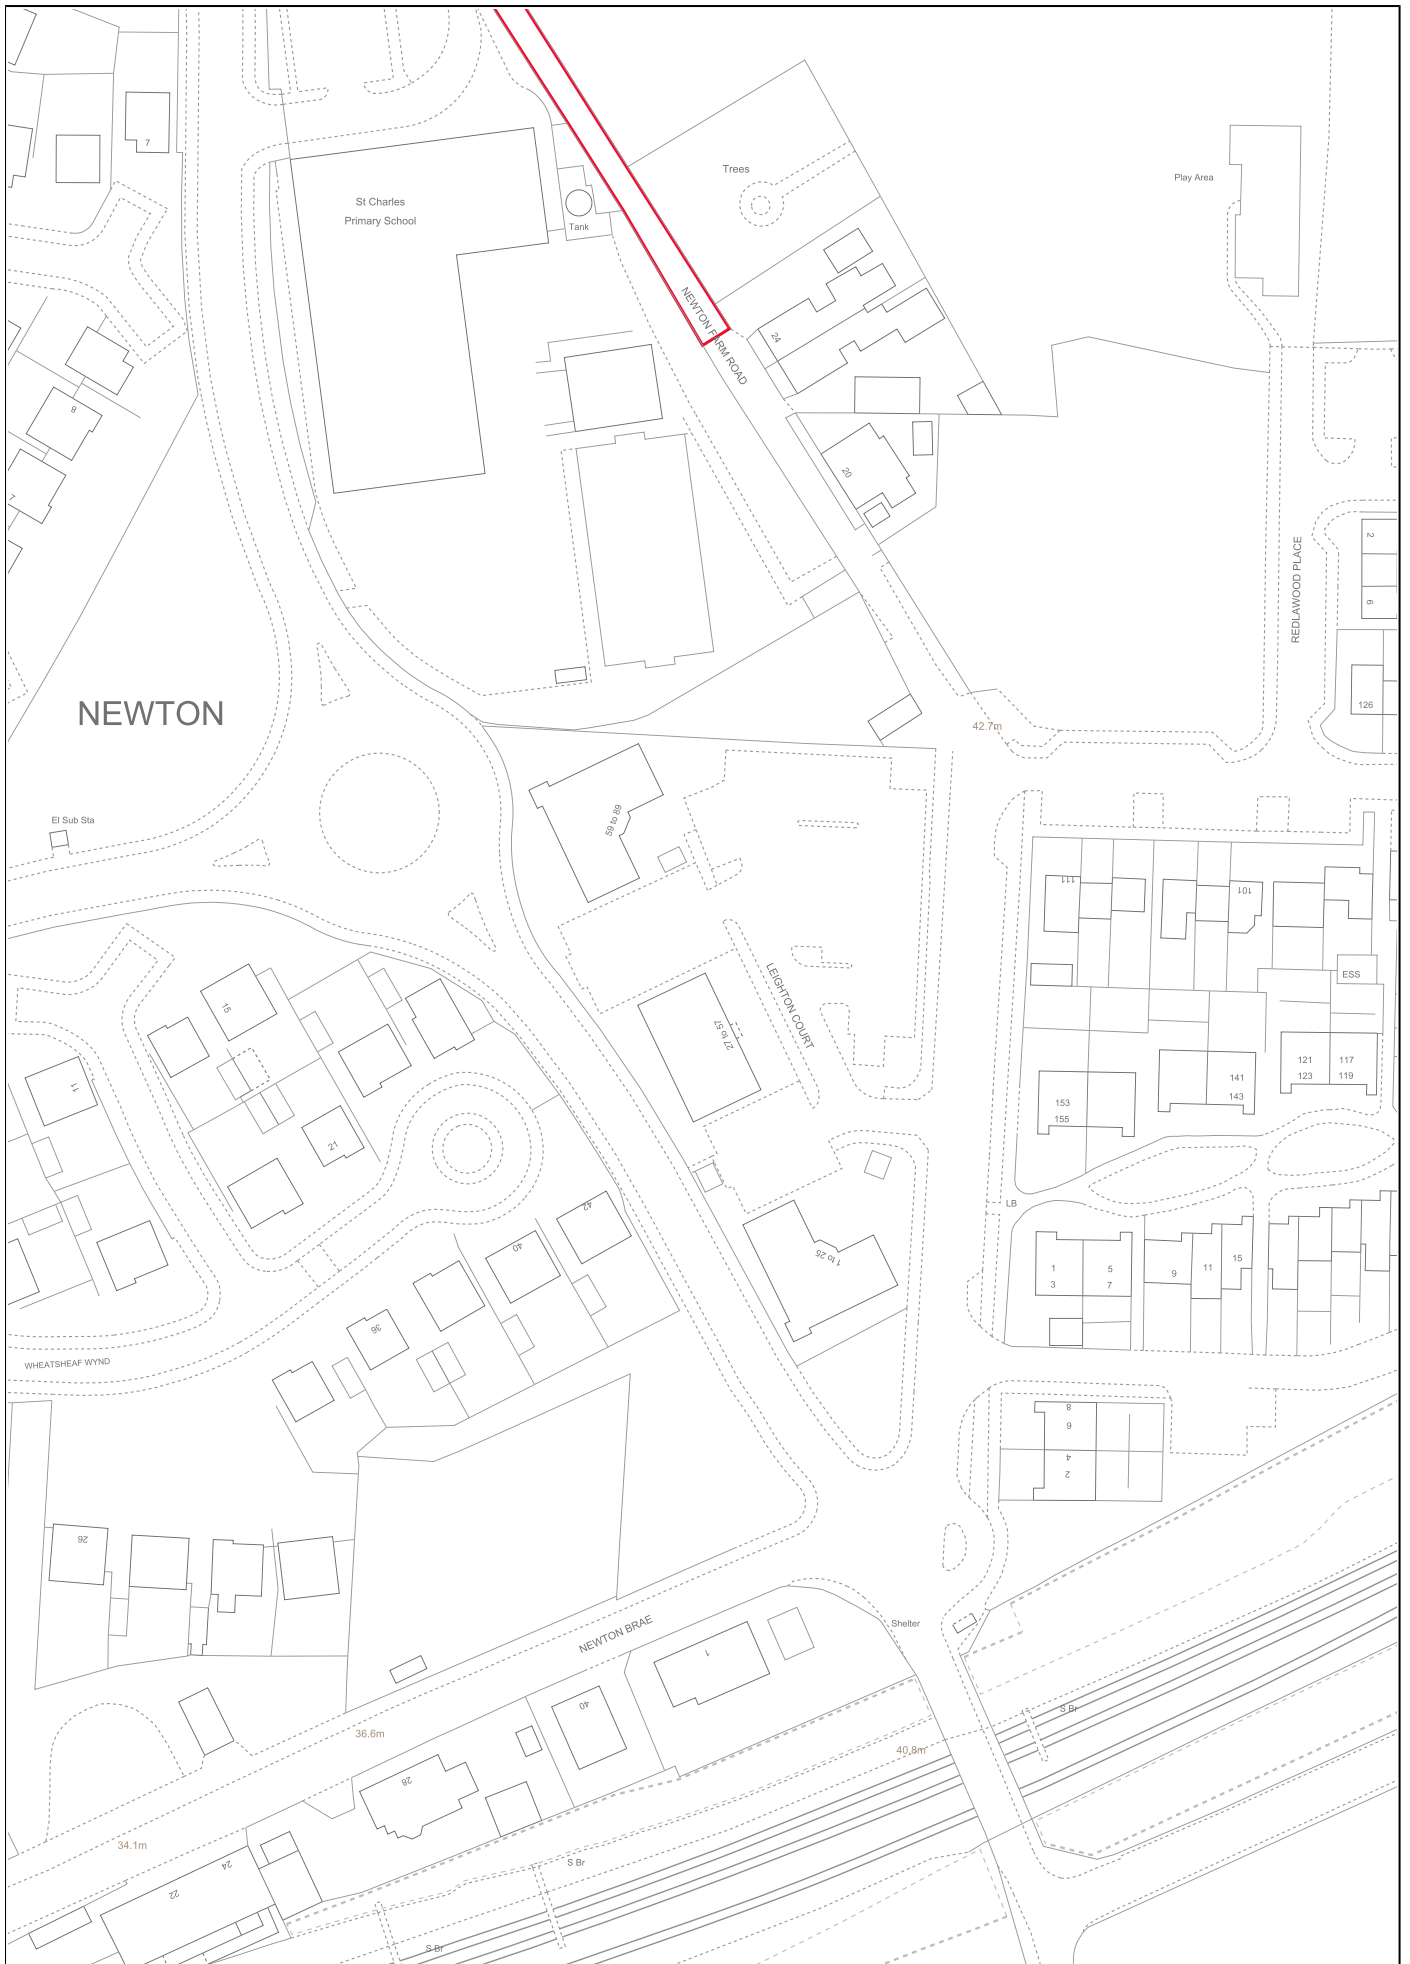 7
St Charles
Primary School
Tank
Trees
Play Area
NEWTON FARM ROAD
24
8
20
7
2
6
REDLAWOOD PLACE
126
NEWTON
42.7m
El Sub Sta
59 to 89
111
101
ESS
LEIGHTON COURT
15
27 to 57
121
117
123
119
141
143
153
155
11
21
LB
42
40
1 to 25
1
5
3
7
9
11
15
36
WHEATSHEAF WYND
8
6
4
2
26
NEWTON BRAE
Shelter
1
40
S Br
36.6m
40.8m
28
34.1m
24
22
S Br
S Br